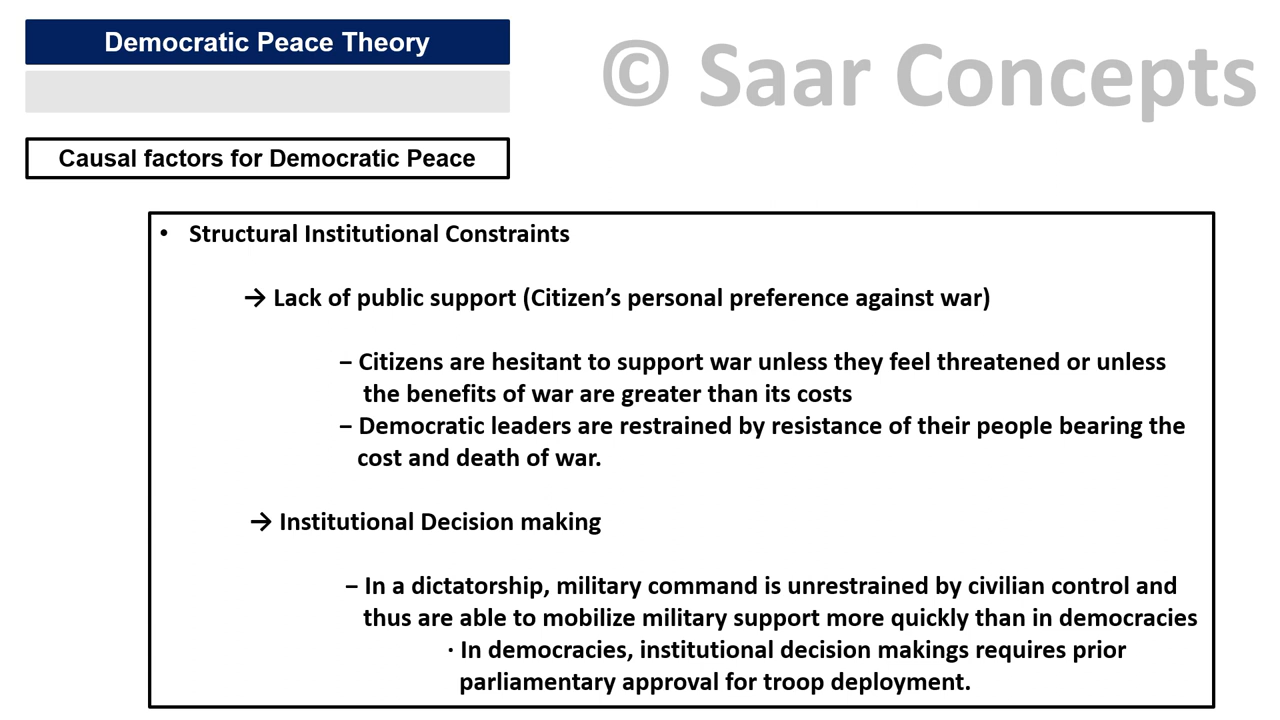 Democratic Peace Theory
© Saar Concepts
Causal factors for Democratic Peace
• Structural Institutional Constraints
→ Lack of public support (Citizen’s personal preference against war)
– Citizens are hesitant to support war unless they feel threatened or unless
the benefits of war are greater than its costs
– Democratic leaders are restrained by resistance of their people bearing the
cost and death of war.
→ Institutional Decision making
– In a dictatorship, military command is unrestrained by civilian control and
thus are able to mobilize military support more quickly than in democracies
· In democracies, institutional decision makings requires prior
parliamentary approval for troop deployment.